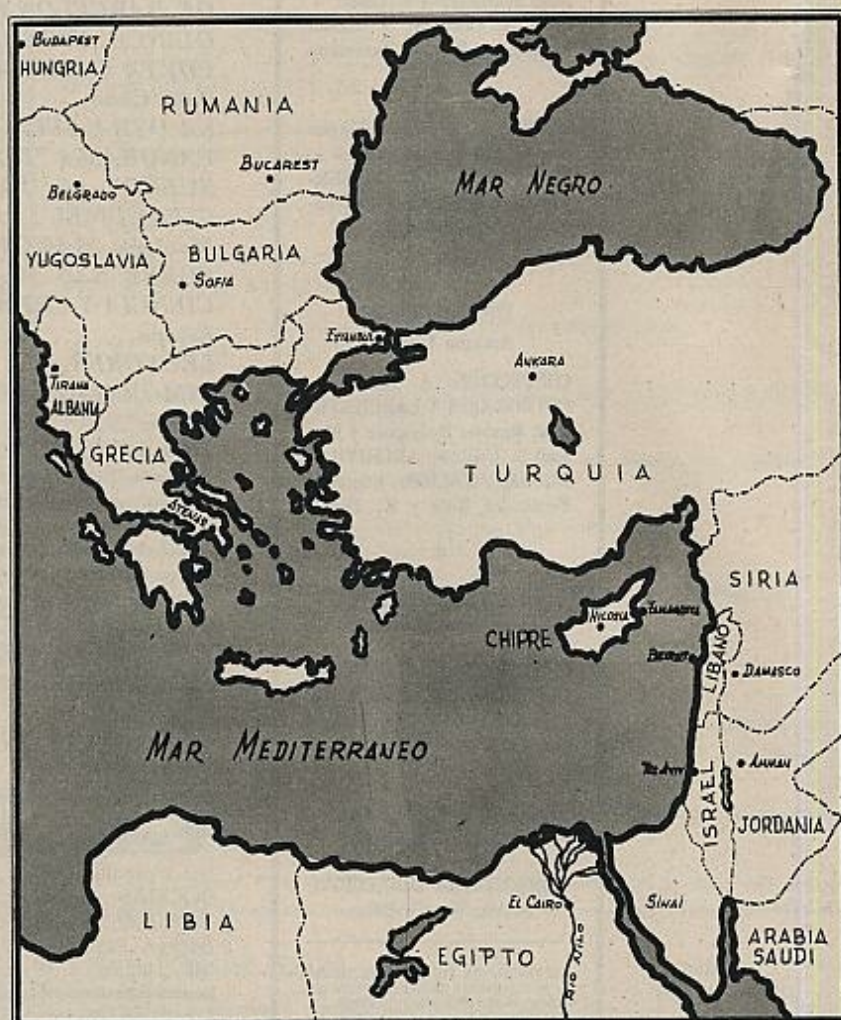 BUDAPEST
HUNGRIA
RUMANIA
BUCAREST
BELGRADO
MAR NEGRO
YUGOSLAVIA
BULGARIA
SOFIA
ESTAMBUL
ANKARA
TIRANA
ALBANIA
GRECIA
TURQUIA
ATENAS
SIRIA
NICOSIA
FAMAGUSTA
CHIPRE
BEIRUT
LIBANO
DAMASCO
MAR MEDITERRANEO
TEL AVIV
AMMAN
ISRAEL
JORDANIA
EL CAIRO
SINAI
LIBIA
EGIPTO
RIO NILO
ARABIA
SAUDI